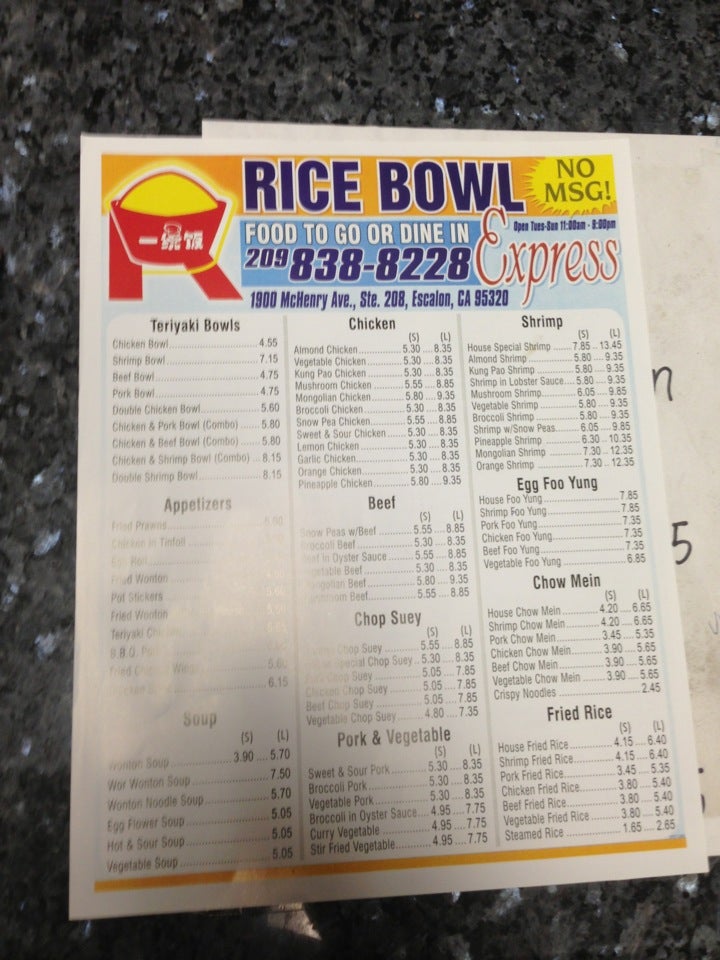 RICE BOWL
NO
MSG!
一碗飯
FOOD TO GO OR DINE IN
Open Tues-Sun 11:00am - 8:00pm
209 838-8228
Express
1900 McHenry Ave., Ste. 208, Escalon, CA 95320
Teriyaki Bowls
Chicken Bowl 4.55
Shrimp Bowl 7.15
Beef Bowl 4.75
Pork Bowl 4.75
Double Chicken Bowl 5.60
Chicken & Pork Bowl (Combo) 5.80
Chicken & Beef Bowl (Combo) 5.80
Chicken & Shrimp Bowl (Combo) 8.15
Double Shrimp Bowl 8.15
Appetizers
Fried Prawns
Chicken in Tinfoil
Egg Roll
Fried Wonton
Pot Stickers
Fried Wonton
Teriyaki
B.B.Q.
Fried
6.15
Soup
(S) (L)
Wonton Soup 3.90 5.70
Wor Wonton Soup 7.50
Wonton Noodle Soup 5.70
Egg Flower Soup 5.05
Hot & Sour Soup 5.05
Vegetable Soup 5.05
Chicken
(S) (L)
Almond Chicken 5.30 8.35
Vegetable Chicken 5.30 8.35
Kung Pao Chicken 5.30 8.35
Mushroom Chicken 5.55 8.85
Mongolian Chicken 5.80 9.35
Broccoli Chicken 5.30 8.35
Snow Pea Chicken 5.55 8.85
Sweet & Sour Chicken 5.30 8.35
Lemon Chicken 5.30 8.35
Garlic Chicken 5.30 8.35
Orange Chicken 5.30 8.35
Pineapple Chicken 5.80 9.35
Beef
(S) (L)
Snow Peas w/Beef 5.55 8.85
Broccoli Beef 5.30 8.35
Beef in Oyster Sauce 5.55 8.85
Vegetable Beef 5.30 8.35
Mongolian Beef 5.80 9.35
Mushroom Beef 5.55 8.85
Chop Suey
(S) (L)
Chop Suey 5.55 8.85
Special Chop Suey 5.30 8.35
Chop Suey 5.05 7.85
Chicken Chop Suey 5.05 7.85
Beef Chop Suey 5.05 7.85
Vegetable Chop Suey 4.80 7.35
Pork & Vegetable
(S) (L)
Sweet & Sour Pork 5.30 8.35
Broccoli Pork 5.30 8.35
Vegetable Pork 5.30 8.35
Broccoli in Oyster Sauce 4.95 7.75
Curry Vegetable 4.95 7.75
Stir Fried Vegetable 4.95 7.75
Shrimp
(S) (L)
House Special Shrimp 7.85 13.45
Almond Shrimp 5.80 9.35
Kung Pao Shrimp 5.80 9.35
Shrimp in Lobster Sauce 5.80 9.35
Mushroom Shrimp 6.05 9.85
Vegetable Shrimp 5.80 9.35
Broccoli Shrimp 5.80 9.35
Shrimp w/Snow Peas 6.05 9.85
Pineapple Shrimp 6.30 10.35
Mongolian Shrimp 7.30 12.35
Orange Shrimp 7.30 12.35
Egg Foo Yung
House Foo Yung 7.85
Shrimp Foo Yung 7.85
Pork Foo Yung 7.35
Chicken Foo Yung 7.35
Beef Foo Yung 7.35
Vegetable Foo Yung 6.85
Chow Mein
(S) (L)
House Chow Mein 4.20 6.65
Shrimp Chow Mein 4.20 6.65
Pork Chow Mein 3.45 5.35
Chicken Chow Mein 3.90 5.65
Beef Chow Mein 3.90 5.65
Vegetable Chow Mein 3.90 5.65
Crispy Noodles 2.45
Fried Rice
(S) (L)
House Fried Rice 4.15 6.40
Shrimp Fried Rice 4.15 6.40
Pork Fried Rice 3.45 5.35
Chicken Fried Rice 3.80 5.40
Beef Fried Rice 3.80 5.40
Vegetable Fried Rice 3.80 5.40
Steamed Rice 1.65 2.65
n
5